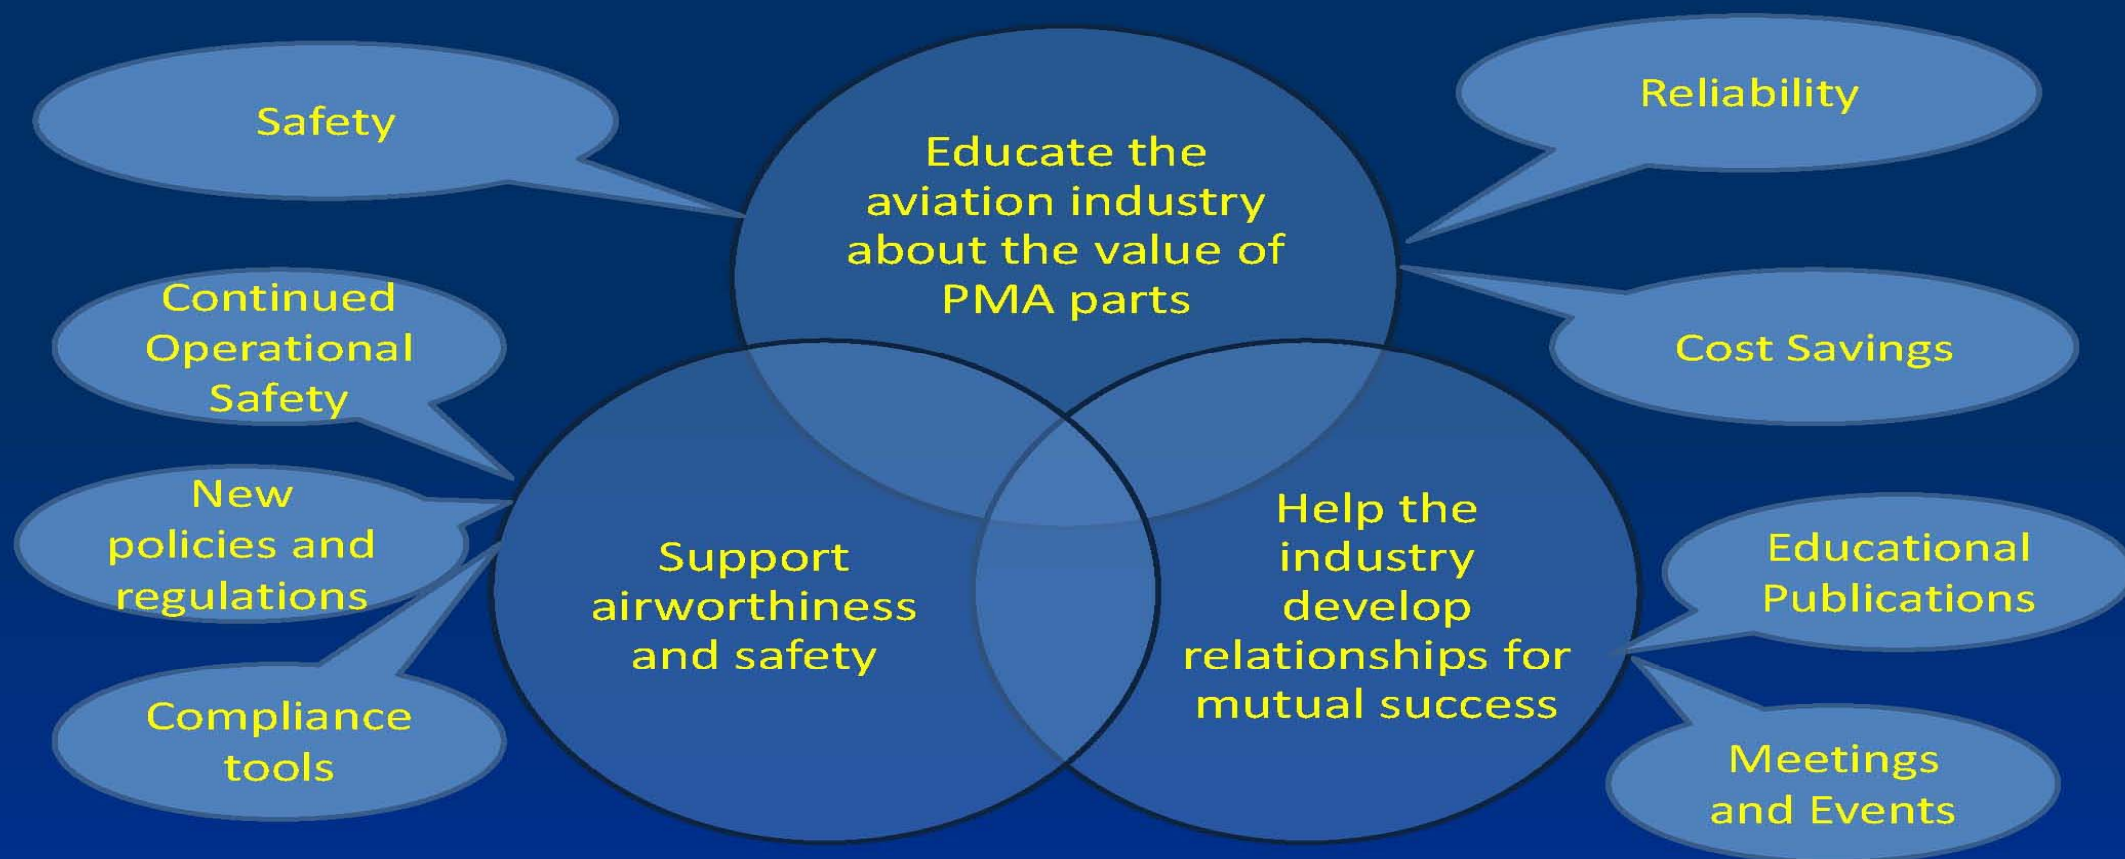 Safety
Educate the
aviation industry
about the value of
PMA parts
Reliability
Cost Savings
Continued
Operational
Safety
New
policies and
regulations
Compliance
tools
Support
airworthiness
and safety
Help the
industry
develop
relationships for
mutual success
Educational
Publications
Meetings
and Events